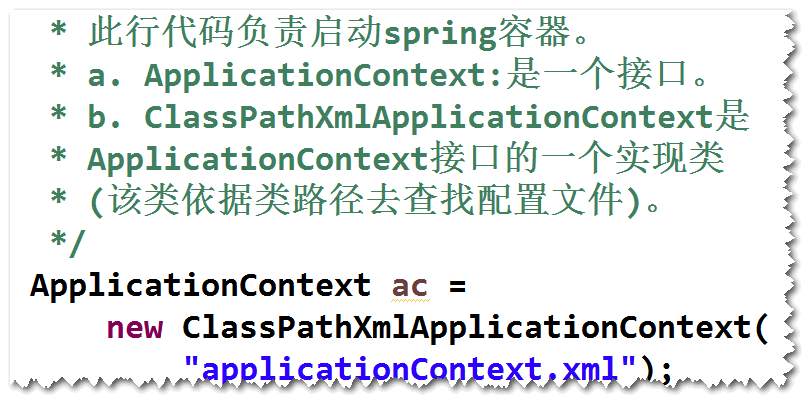 * 此行代码负责启动spring容器。
* a. ApplicationContext:是一个接口。
* b. ClassPathXmlApplicationContext是
* ApplicationContext接口的一个实现类
* (该类依据类路径去查找配置文件)。
*/
ApplicationContext ac =
new ClassPathXmlApplicationContext(
"applicationContext.xml");